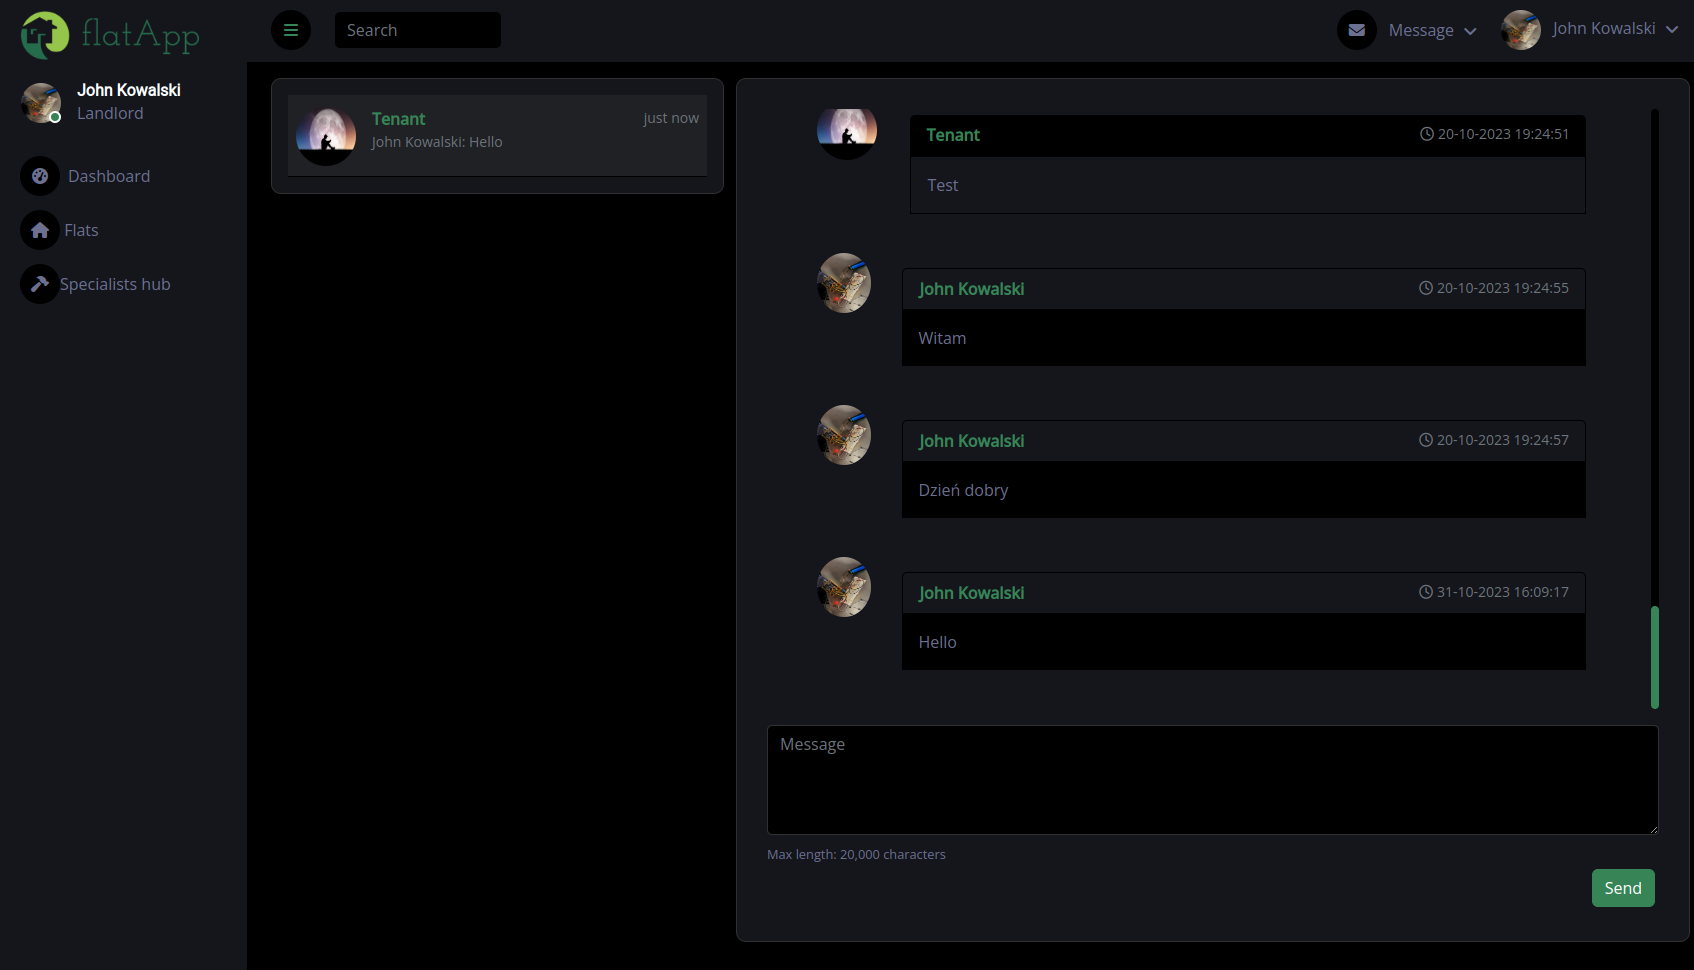 flatApp
Search
Message
John Kowalski
John Kowalski
Landlord
Dashboard
Flats
Specialists hub
Tenant
just now
John Kowalski: Hello
Tenant
20-10-2023 19:24:51
Test
John Kowalski
20-10-2023 19:24:55
Witam
John Kowalski
20-10-2023 19:24:57
Dzień dobry
John Kowalski
31-10-2023 16:09:17
Hello
Message
Max length: 20,000 characters
Send